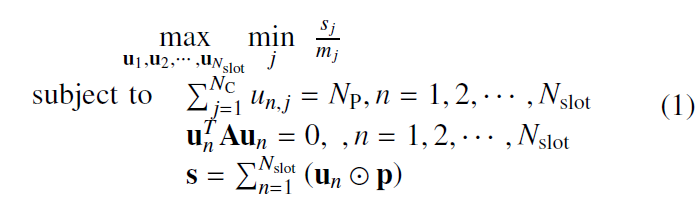 max min s_j/m_j
u_1,u_2,⋯,u_{N_slot} j
subject to ∑_{j=1}^{N_C} u_{n,j} = N_P, n = 1, 2, ⋯, N_slot
u_n^T A u_n = 0, , n = 1, 2, ⋯, N_slot (1)
s = ∑_{n=1}^{N_slot} (u_n ⊙ p)